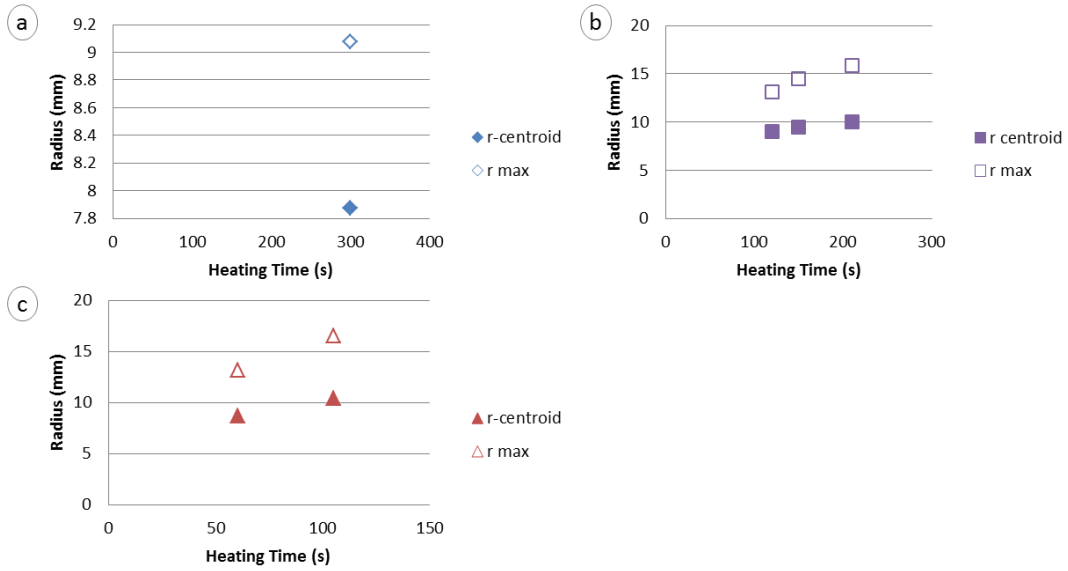 a
9.2
9
8.8
8.6
8.4
8.2
8
7.8
0
100
200
300
400
Radius (mm)
Heating Time (s)
r-centroid
r max
b
20
15
10
5
0
0
100
200
300
Radius (mm)
Heating Time (s)
r centroid
r max
c
20
15
10
5
0
0
50
100
150
Radius (mm)
Heating Time (s)
r-centroid
r max